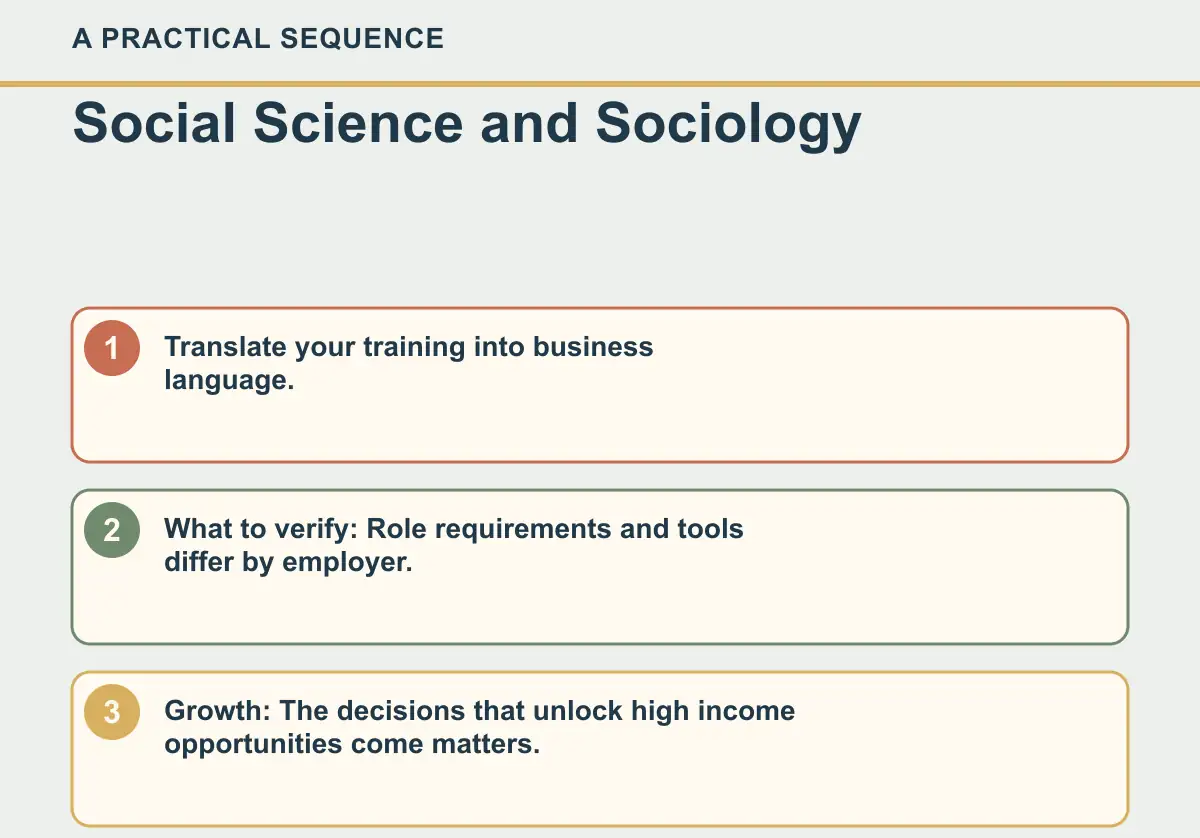 A PRACTICAL SEQUENCE
Social Science and Sociology
1
Translate your training into business
language.
2
What to verify: Role requirements and tools
differ by employer.
3
Growth: The decisions that unlock high income
opportunities come matters.